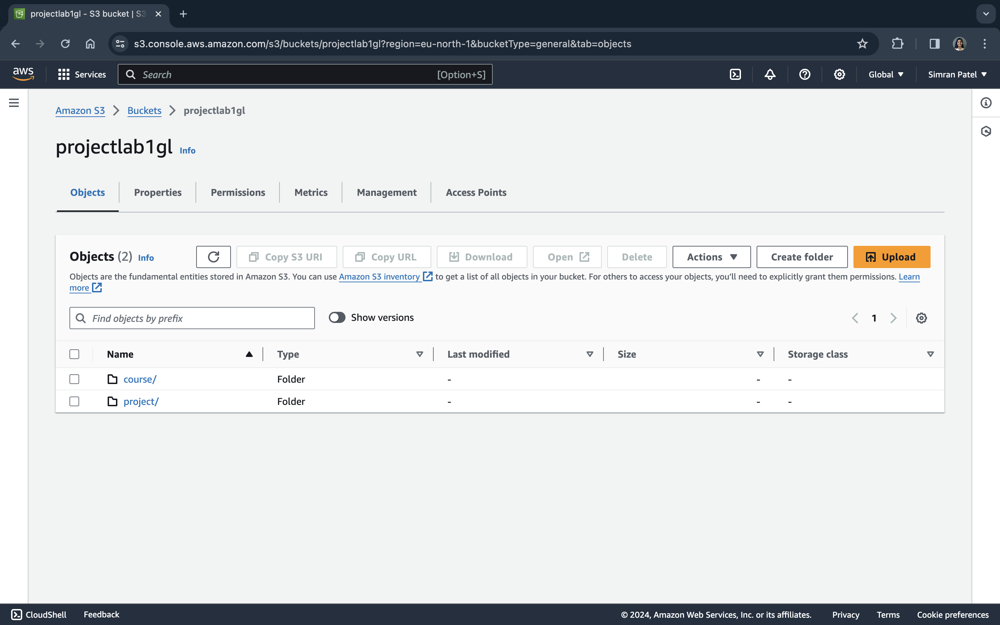 projectlab1gl - S3 bucket | S3
s3.console.aws.amazon.com/s3/buckets/projectlab1gl?region=eu-north-1&bucketType=general&tab=objects
aws Services Search [Option+S] Global Simran Patel
Amazon S3 Buckets projectlab1gl
projectlab1gl Info
Objects Properties Permissions Metrics Management Access Points
Objects (2) Info Copy S3 URI Copy URL Download Open Delete Actions Create folder Upload
Objects are the fundamental entities stored in Amazon S3. You can use Amazon S3 inventory to get a list of all objects in your bucket. For others to access your objects, you’ll need to explicitly grant them permissions. Learn
more
Find objects by prefix Show versions 1
Name Type Last modified Size Storage class
course/ Folder - - -
project/ Folder - - -
CloudShell Feedback © 2024, Amazon Web Services, Inc. or its affiliates. Privacy Terms Cookie preferences